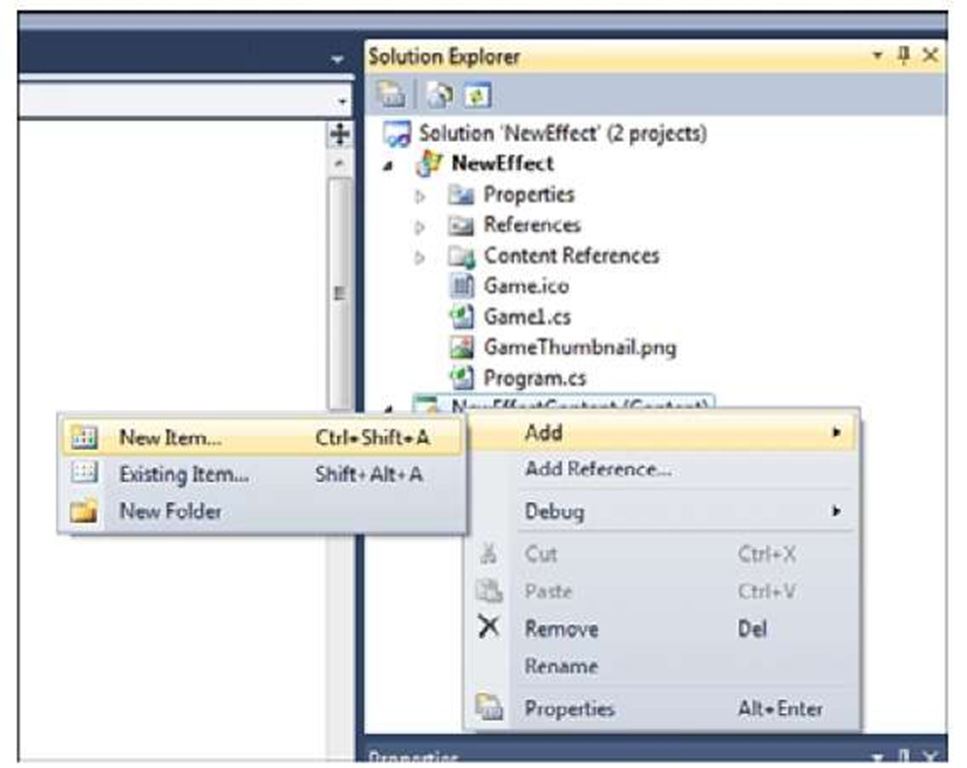 Solution Explorer
Solution 'NewEffect' (2 projects)
NewEffect
Properties
References
Content References
Game.ico
Game1.cs
GameThumbnail.png
Program.cs
NewEffectContent (Content)
New Item... Ctrl+Shift+A
Existing Item... Shift+Alt+A
New Folder
Add
Add Reference...
Debug
Cut Ctrl+X
Paste Ctrl+V
Remove Del
Rename
Properties Alt+Enter
Properties